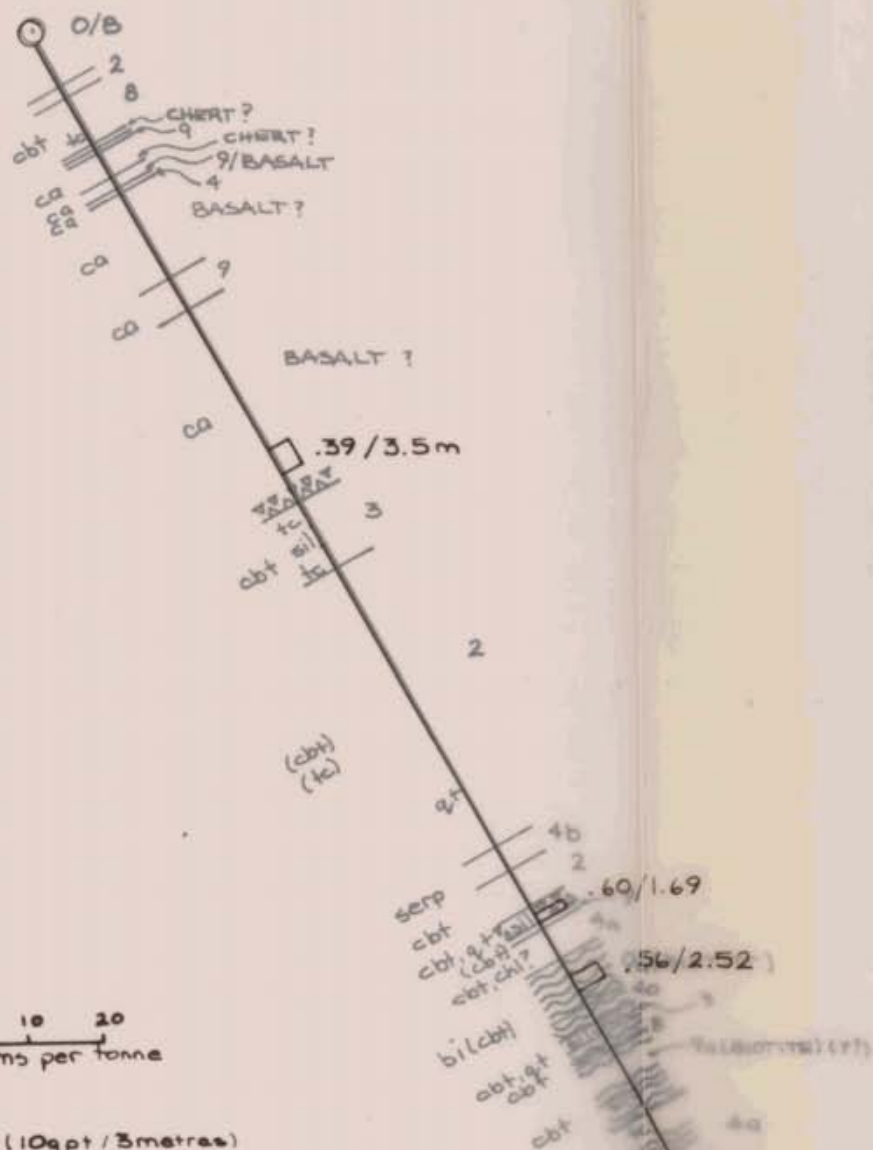 O/B
2
8
CHERT?
9
cbt tc
CHERT?
9/BASALT
4
ca
ca
ca
BASALT?
ca
9
ca
BASALT ?
ca
.39/3.5m
tc
3
sil
cbt
tc
2
(cbt)
(tc)
qt
4b
2
serp
.60/1.69
cbt
cbt, qt
(cbt)
.56/2.52
cbt, chl?
bi(cbt)
cbt, qt
cbt
cbt
4a
10 20
ms per tonne
(10gpt/3metres)